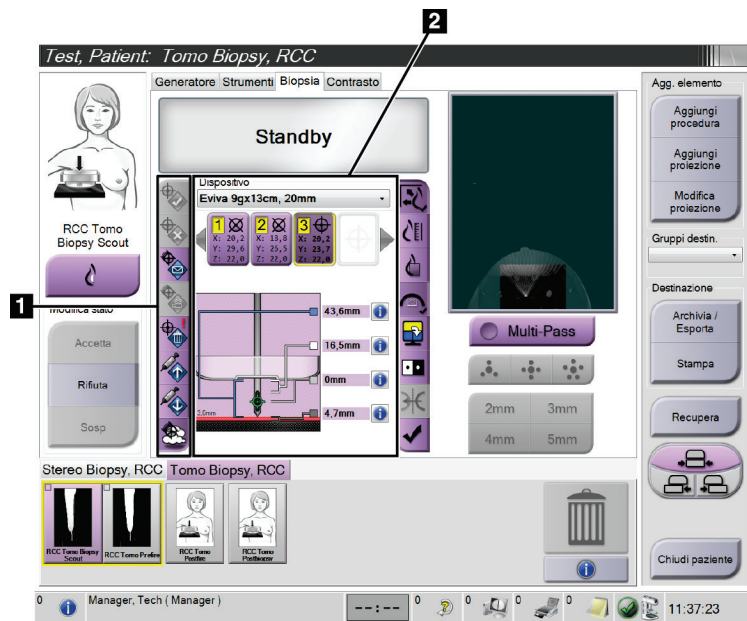 2
Test, Patient: Tomo Biopsy, RCC
Generatore Strumenti Biopsia Contrasto
Standby
Dispositivo
Eviva 9gx13cm, 20mm
1
X: 20,2
Y: 29,6
Z: 22,0
2
X: 13,8
Y: 25,5
Z: 22,0
3
X: 20,2
Y: 23,7
Z: 22,0
RCC Tomo
Biopsy Scout
1
Modifica stato
Accetta
Rifiuta
Sosp
43,6mm
16,5mm
0mm
4,7mm
3,6mm
Multi-Pass
2mm 3mm
4mm 5mm
Agg. elemento
Aggiungi
procedura
Aggiungi
proiezione
Modifica
proiezione
Gruppi destin.
Destinazione
Archivia /
Esporta
Stampa
Recupera
Chiudi paziente
Stereo Biopsy, RCC Tomo Biopsy, RCC
RCC Tomo Biopsy
Scout
RCC Tomo Prefire
RCC Tomo
Postfire
RCC Tomo
Postbiopsy
0 Manager, Tech ( Manager ) --:-- 0 0 0 11:37:23